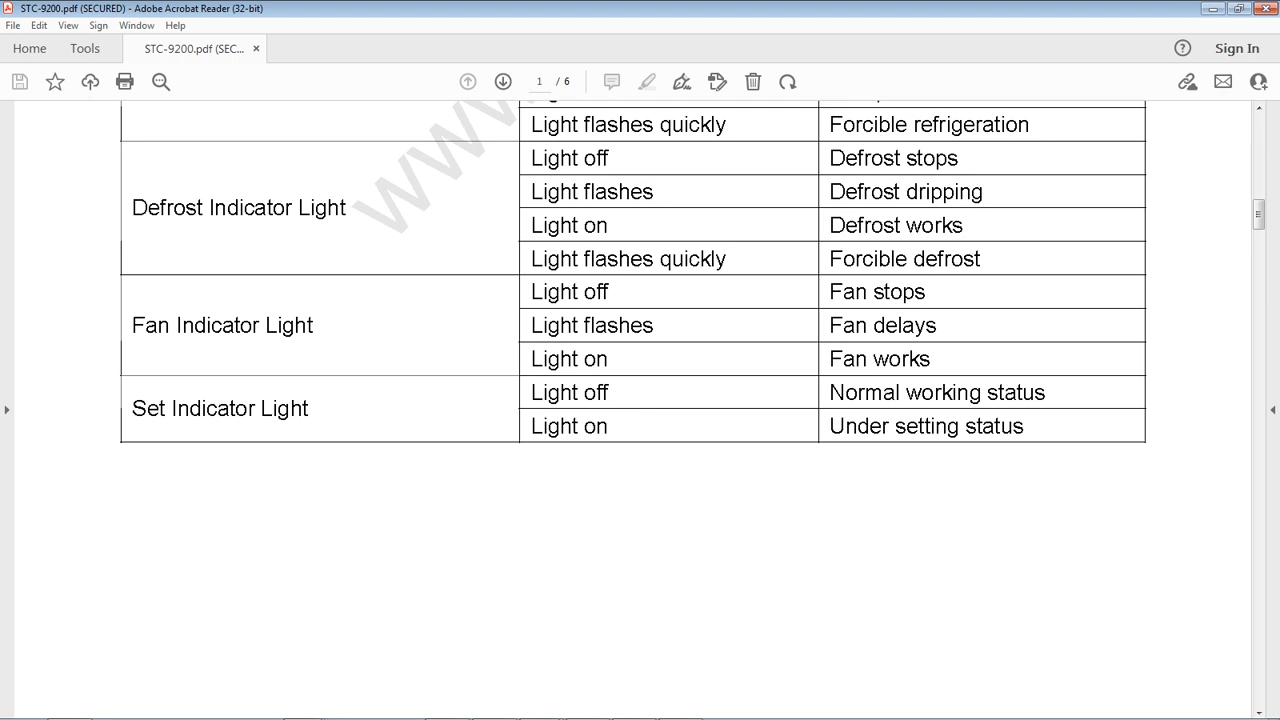 STC-9200.pdf (SECURED) - Adobe Acrobat Reader (32-bit)
File Edit View Sign Window Help
Home Tools STC-9200.pdf (SEC... × Sign In
1 / 6
Light flashes quickly Forcible refrigeration
Defrost Indicator Light
Light off Defrost stops
Light flashes Defrost dripping
Light on Defrost works
Light flashes quickly Forcible defrost
Fan Indicator Light
Light off Fan stops
Light flashes Fan delays
Light on Fan works
Set Indicator Light
Light off Normal working status
Light on Under setting status
www